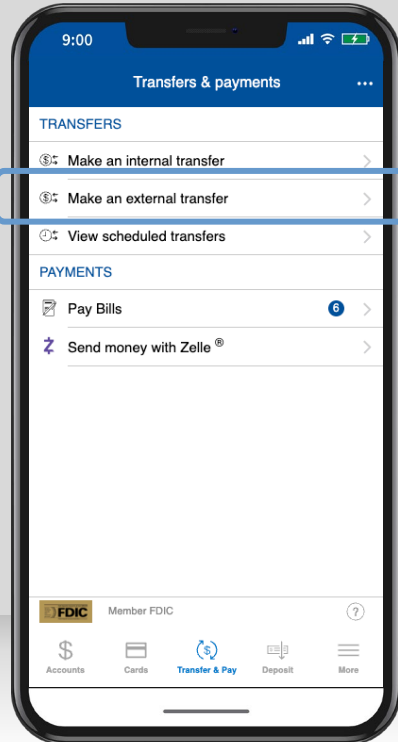 9:00
Transfers & payments
TRANSFERS
Make an internal transfer
Make an external transfer
View scheduled transfers
PAYMENTS
Pay Bills 6
Send money with Zelle ®
FDIC Member FDIC ?
Accounts Cards Transfer & Pay Deposit More